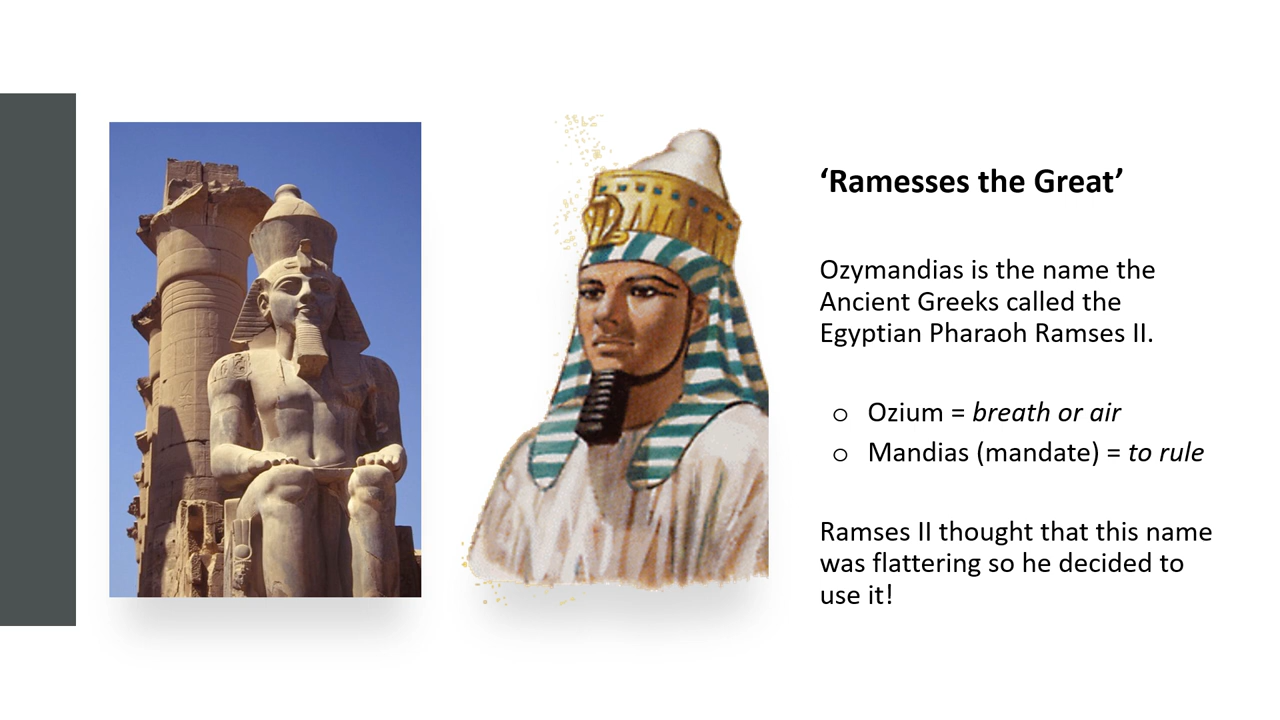 ‘Ramesses the Great’
Ozymandias is the name the
Ancient Greeks called the
Egyptian Pharaoh Ramses II.
o Ozium = breath or air
o Mandias (mandate) = to rule
Ramses II thought that this name
was flattering so he decided to
use it!